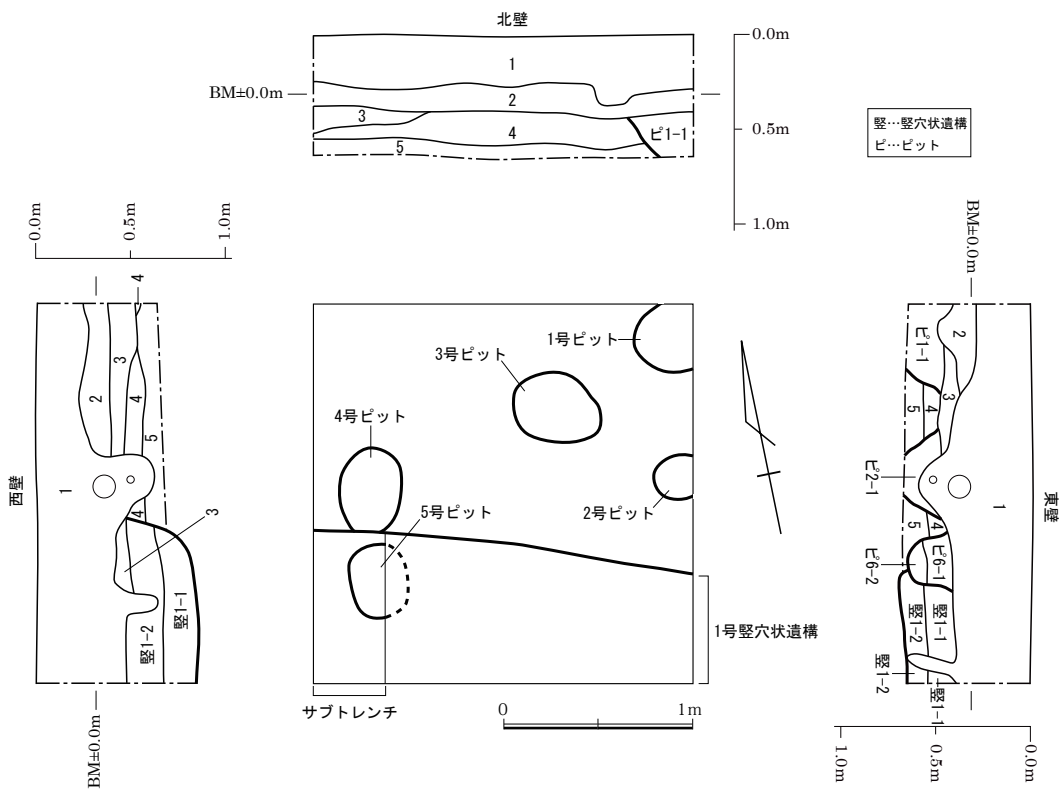 北壁
0.0m
1
BM±0.0m
2
3
4
ピ1-1
0.5m
5
1.0m
竪…竪穴状遺構
ピ…ピット
0.0m
0.5m
1.0m
西壁
1
2
3
4
4
5
4
3
竪1-2
竪1-1
BM±0.0m
1号ピット
3号ピット
4号ピット
2号ピット
5号ピット
1号竪穴状遺構
サブトレンチ
0
1m
BM±0.0m
2
ピ1-1
3
5
4
ピ2-1
1
東壁
5
4
ピ6-2
ピ6-1
竪1-2
竪1-1
竪1-2
竪1-1
1.0m
0.5m
0.0m